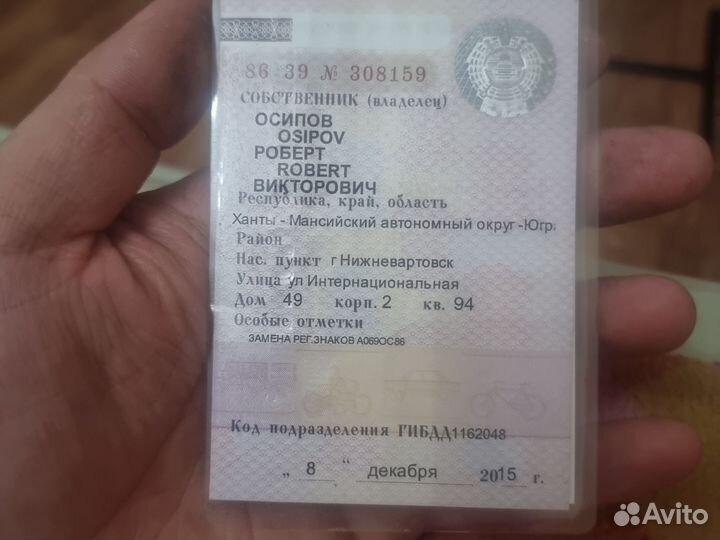 86 39 № 308159
СОБСТВЕННИК (владелец)
ОСИПОВ
OSIPOV
РОБЕРТ
ROBERT
ВИКТОРОВИЧ
Республика, край, область
Ханты - Мансийский автономный округ -Югр.
Район
Нас. пункт г Нижневартовск
Улица ул Интернациональная
Дом 49 корп. 2 кв. 94
Особые отметки
ЗАМЕНА РЕГ.ЗНАКОВ А069ОС86
Код подразделения ГИБДД1162048
„ 8 “ декабря 2015 г.
Avito